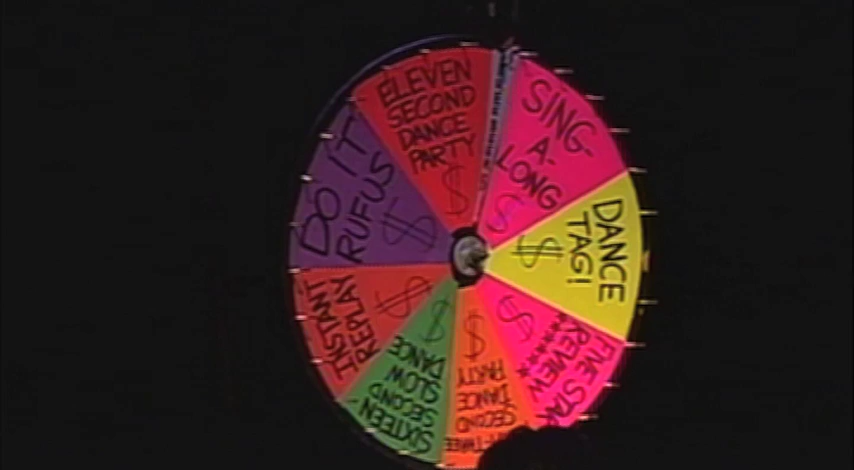 ELEVEN
SECOND
DANCE
PARTY
$
SING-
A-
LONG
$
DANCE
TAG!
$
FIVE STAR
REVIEW
★★★★★
$
SECOND
DANCE
PARTY
$
SIXTEEN
SECOND
SLOW
DANCE
$
INSTANT
REPLAY
$
DO IT
RUFUS
$